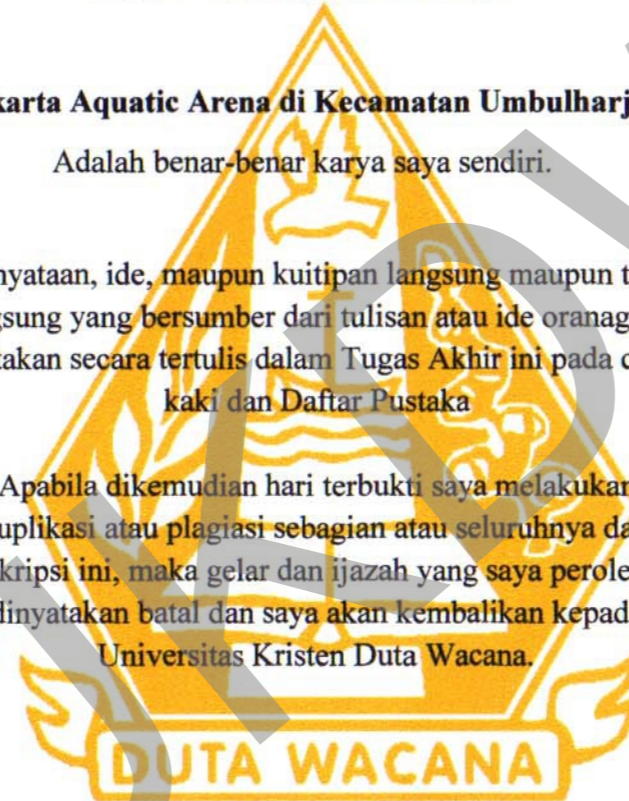 karta Aquatic Arena di Kecamatan Umbulharj
Adalah benar-benar karya saya sendiri.
nyataan, ide, maupun kuitipan langsung maupun t
gsung yang bersumber dari tulisan atau ide oranag
takan secara tertulis dalam Tugas Akhir ini pada c
kaki dan Daftar Pustaka
Apabila dikemudian hari terbukti saya melakukan
uplikasi atau plagiasi sebagian atau seluruhnya da
kripsi ini, maka gelar dan ijazah yang saya perole
dinyatakan batal dan saya akan kembalikan kepad
Universitas Kristen Duta Wacana.
DUTA WACANA